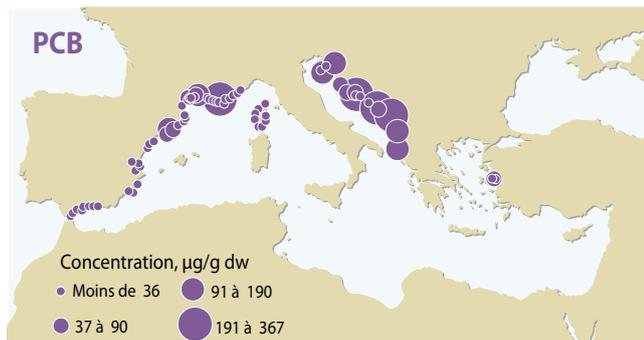 PCB
Concentration, µg/g dw
Moins de 36
91 à 190
37 à 90
191 à 367